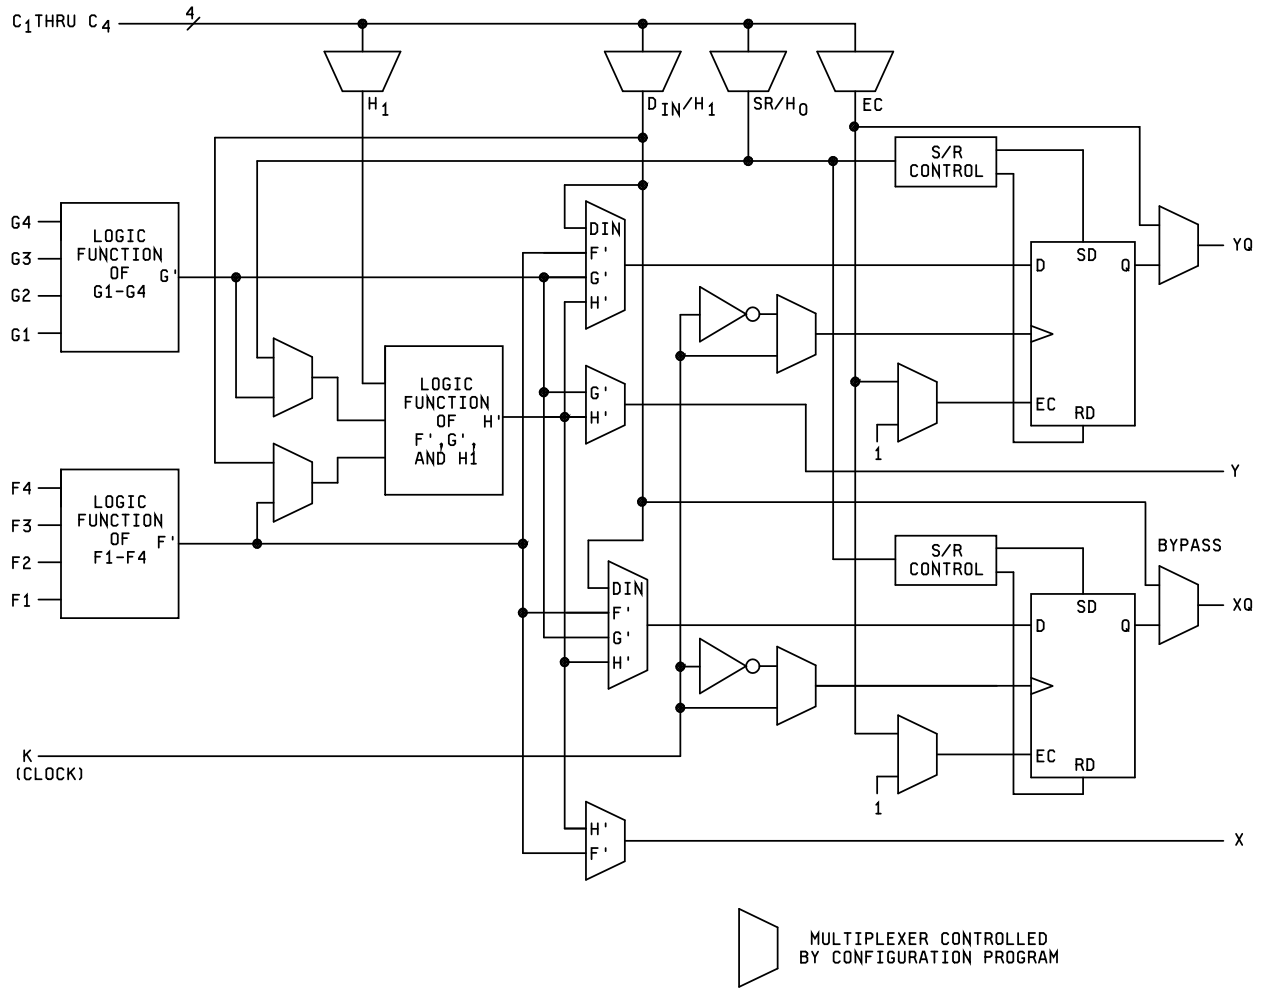 C1THRU C4
4
H1
DIN/H1
SR/H0
EC
S/R
CONTROL
G4
G3
G2
G1
LOGIC
FUNCTION
OF
G1-G4
G'
DIN
F'
G'
H'
SD
D
Q
EC
RD
YQ
LOGIC
FUNCTION
OF
F',G',
AND H1
H'
G'
H'
1
Y
F4
F3
F2
F1
LOGIC
FUNCTION
OF
F1-F4
F'
S/R
CONTROL
BYPASS
DIN
F'
G'
H'
SD
D
Q
EC
RD
XQ
1
K
(CLOCK)
H'
F'
X
MULTIPLEXER CONTROLLED
BY CONFIGURATION PROGRAM